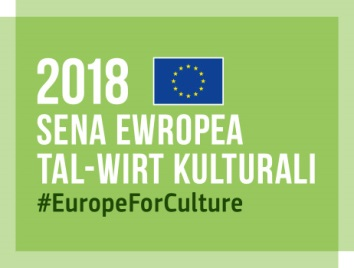 2018
SENA EWROPEA
TAL-WIRT KULTURALI
#EuropeForCulture